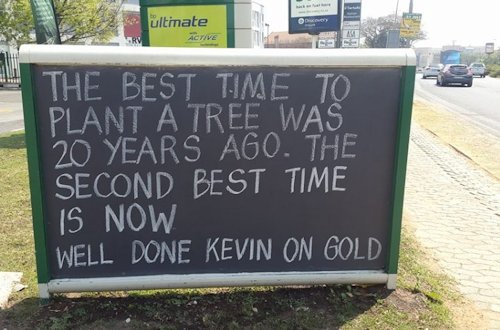 ultimate
with ACTIVE
Discovery
THE BEST TIME TO
PLANT A TREE WAS
20 YEARS AGO. THE
SECOND BEST TIME
IS NOW
WELL DONE KEVIN ON GOLD